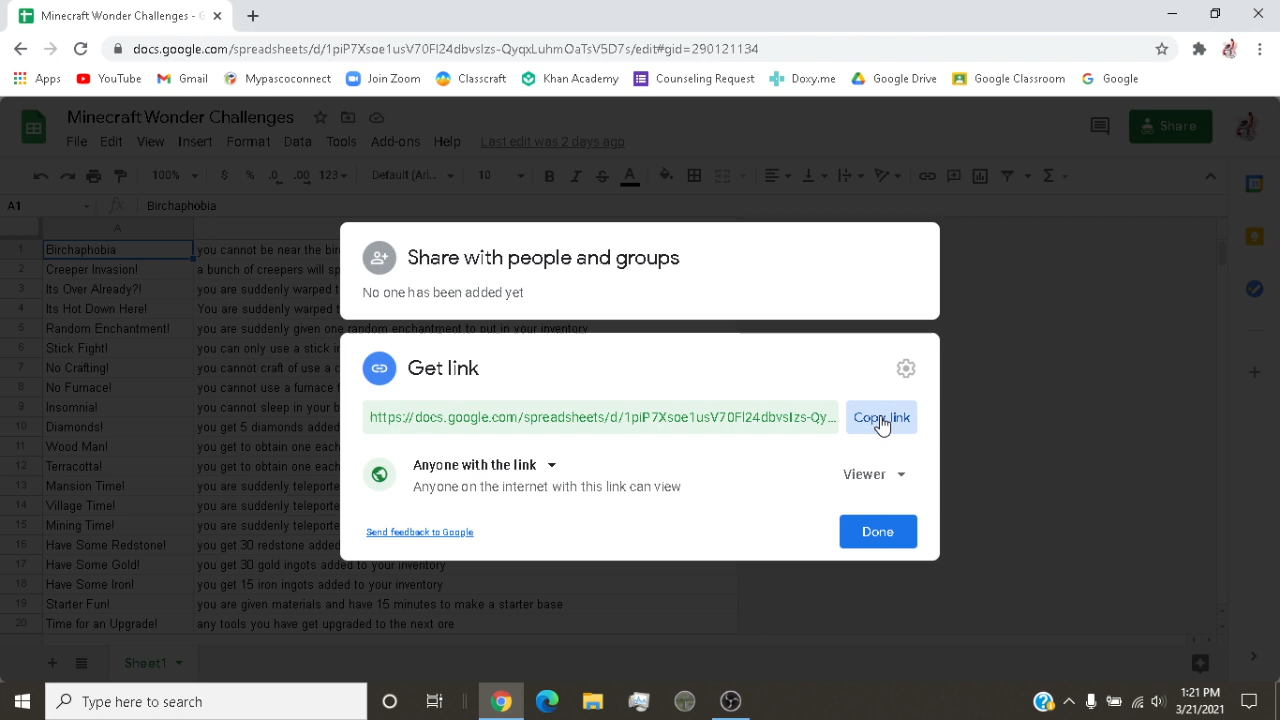 Minecraft Wonder Challenges - G
docs.google.com/spreadsheets/d/1piP7Xsoe1usV70Fl24dbvsIzs-QyqxLuhmOaTsV5D7s/edit#gid=290121134
Apps YouTube Gmail Mypascoconnect Join Zoom Classcraft Khan Academy Counseling Request Doxy.me Google Drive Google Classroom Google
Minecraft Wonder Challenges
Share
File Edit View Insert Format Data Tools Add-ons Help Last edit was 2 days ago
100% $ % .0 .00 123 Default (Ari... 10 B I S A
A1 fx Birchaphobia
A
1 Birchaphobia you cannot be near the bir
2 Creeper Invasion! a bunch of creepers will sp
3 Its Over Already?! you are suddenly warped t
4 Its Hot Down Here! You are suddenly warped t
5 Random Enchantment! you are suddenly given one random enchantment to put in your inventory
6 Stick Fight! you can only use a stick i
7 No Crafting! you cannot craft of use a c
8 No Furnace! you cannot use a furnace f
9 Insomnia! you cannot sleep in your b
10 Diamonds! you get 5 diamonds added
11 Wood Man! you get to obtain one each
12 Terracotta! you get to obtain one each
13 Mansion Time! you are suddenly teleporte
14 Village Time! you are suddenly teleporte
15 Mining Time! you are suddenly teleporte
16 Have Some Redstone! you get 30 redstone added
17 Have Some Gold! you get 30 gold ingots added to your inventory
18 Have Some Iron! you get 15 iron ingots added to your inventory
19 Starter Fun! you are given materials and have 15 minutes to make a starter base
20 Time for an Upgrade! any tools you have get upgraded to the next ore
Share with people and groups
No one has been added yet
Get link
https://docs.google.com/spreadsheets/d/1piP7Xsoe1usV70Fl24dbvsIzs-Qy... Copy link
Anyone with the link Viewer
Anyone on the internet with this link can view
Send feedback to Google Done
Sheet1
Type here to search
1:21 PM
3/21/2021